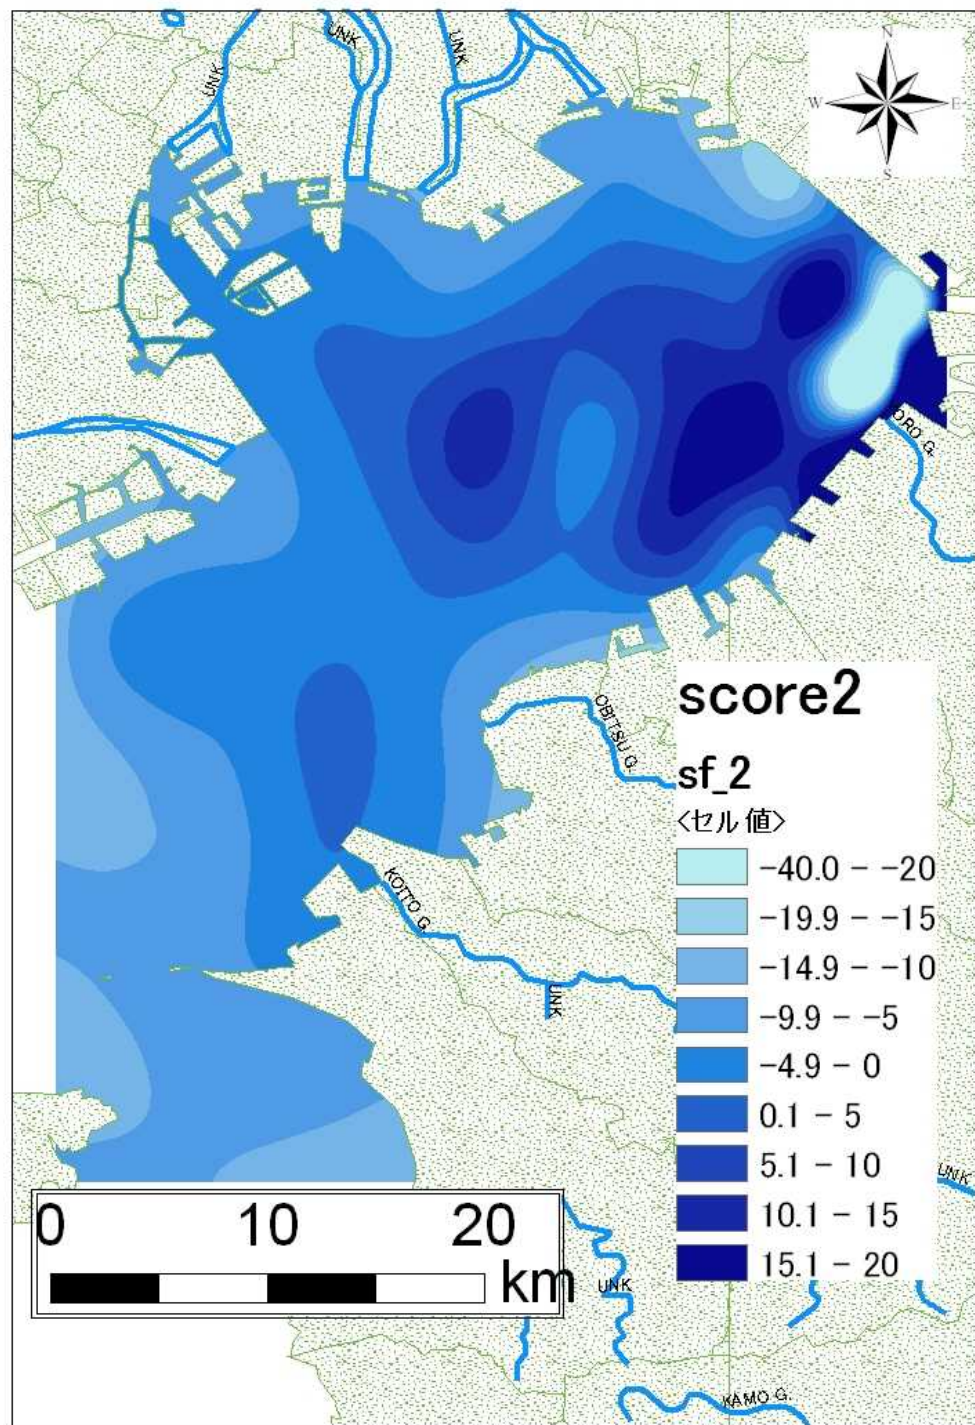 UNK
UNK
UNK
N
W E
S
ORO G.
score2
OBITSU G.
sf_2
<セル値>
-40.0 - -20
-19.9 - -15
KOITO G.
-14.9 - -10
UNK
-9.9 - -5
-4.9 - 0
0.1 - 5
5.1 - 10
UNK
10.1 - 15
15.1 - 20
0 10 20
km
UNK
KAMO G.